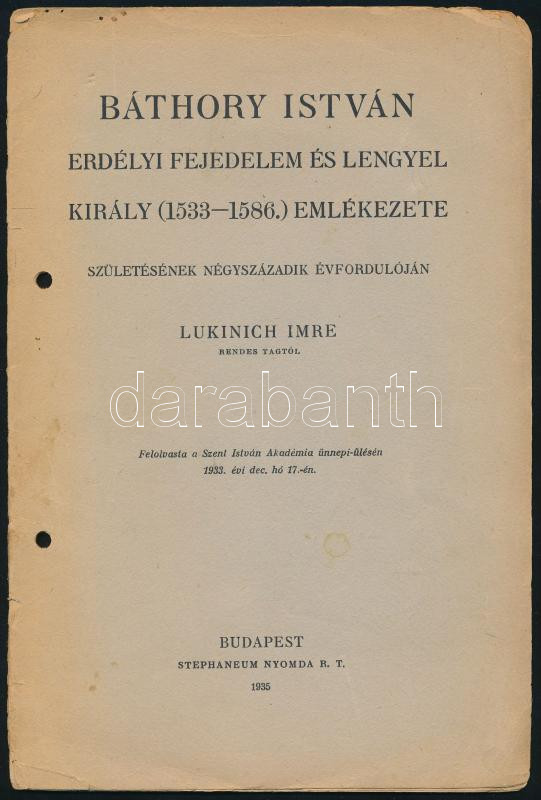 BÁTHORY ISTVÁN
ERDÉLYI FEJEDELEM ÉS LENGYEL
KIRÁLY (1533—1586.) EMLÉKEZETE
SZÜLETÉSÉNEK NÉGYSZÁZADIK ÉVFORDULÓJÁN
LUKINICH IMRE
RENDES TAGTÓL
darabanth
Felolvasta a Szent István Akadémia ünnepi-ülésén
1933. évi dec. hó 17.-én.
BUDAPEST
STEPHANEUM NYOMDA R. T.
1935